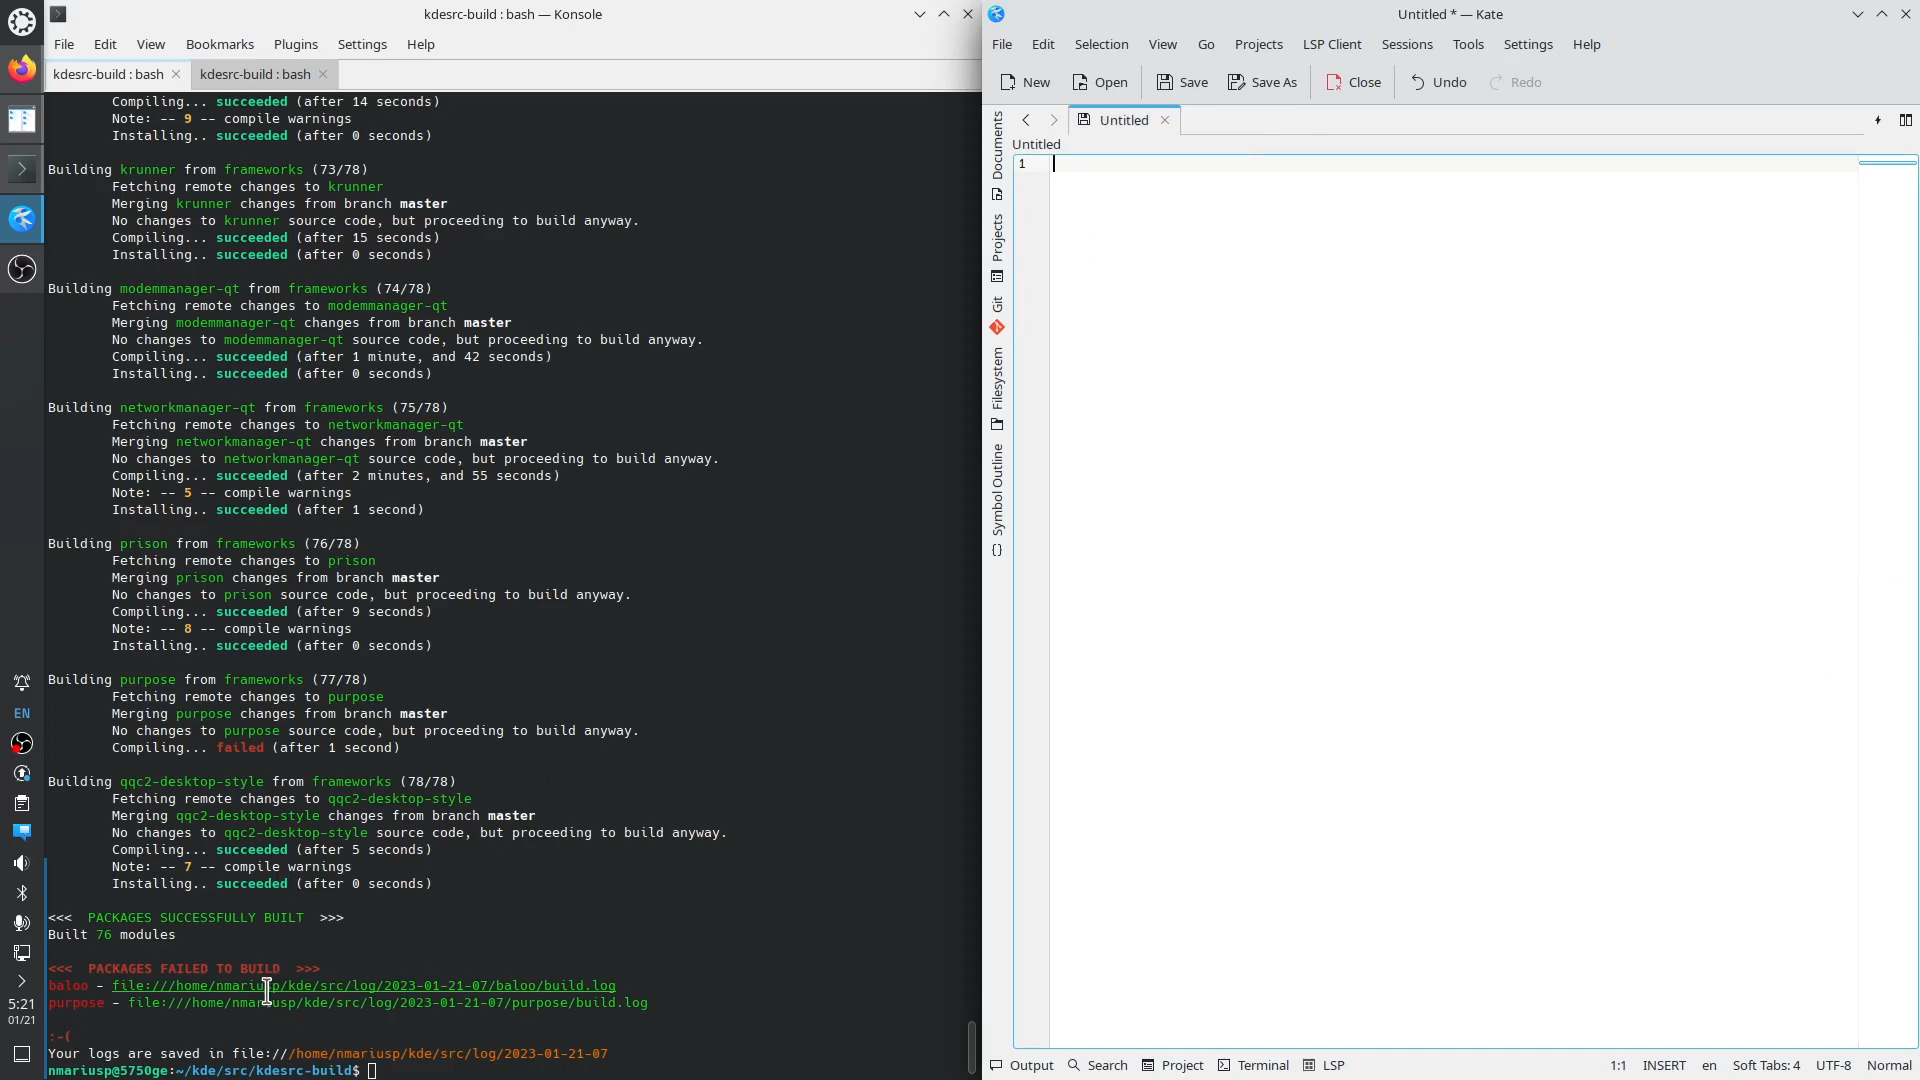 kdesrc-build : bash — Konsole
File Edit View Bookmarks Plugins Settings Help
kdesrc-build : bash
kdesrc-build : bash
Compiling... succeeded (after 14 seconds)
Note: -- 9 -- compile warnings
Installing.. succeeded (after 0 seconds)
Building krunner from frameworks (73/78)
Fetching remote changes to krunner
Merging krunner changes from branch master
No changes to krunner source code, but proceeding to build anyway.
Compiling... succeeded (after 15 seconds)
Installing.. succeeded (after 0 seconds)
Building modemmanager-qt from frameworks (74/78)
Fetching remote changes to modemmanager-qt
Merging modemmanager-qt changes from branch master
No changes to modemmanager-qt source code, but proceeding to build anyway.
Compiling... succeeded (after 1 minute, and 42 seconds)
Installing.. succeeded (after 0 seconds)
Building networkmanager-qt from frameworks (75/78)
Fetching remote changes to networkmanager-qt
Merging networkmanager-qt changes from branch master
No changes to networkmanager-qt source code, but proceeding to build anyway.
Compiling... succeeded (after 2 minutes, and 55 seconds)
Note: -- 5 -- compile warnings
Installing.. succeeded (after 1 second)
Building prison from frameworks (76/78)
Fetching remote changes to prison
Merging prison changes from branch master
No changes to prison source code, but proceeding to build anyway.
Compiling... succeeded (after 9 seconds)
Note: -- 8 -- compile warnings
Installing.. succeeded (after 0 seconds)
Building purpose from frameworks (77/78)
Fetching remote changes to purpose
Merging purpose changes from branch master
No changes to purpose source code, but proceeding to build anyway.
Compiling... failed (after 1 second)
Building qqc2-desktop-style from frameworks (78/78)
Fetching remote changes to qqc2-desktop-style
Merging qqc2-desktop-style changes from branch master
No changes to qqc2-desktop-style source code, but proceeding to build anyway.
Compiling... succeeded (after 5 seconds)
Note: -- 7 -- compile warnings
Installing.. succeeded (after 0 seconds)
<<<  PACKAGES SUCCESSFULLY BUILT  >>>
Built 76 modules
<<<  PACKAGES FAILED TO BUILD  >>>
baloo - file:///home/nmariusp/kde/src/log/2023-01-21-07/baloo/build.log
purpose - file:///home/nmariusp/kde/src/log/2023-01-21-07/purpose/build.log
:-(
Your logs are saved in file:///home/nmariusp/kde/src/log/2023-01-21-07
nmariusp@5750ge:~/kde/src/kdesrc-build$
EN
5:21
01/21
Untitled * — Kate
File Edit Selection View Go Projects LSP Client Sessions Tools Settings Help
New Open Save Save As Close Undo Redo
Untitled
Untitled
1
Documents
Projects
Git
Filesystem
Symbol Outline
Output Search Project Terminal LSP 1:1 INSERT en Soft Tabs: 4 UTF-8 Normal